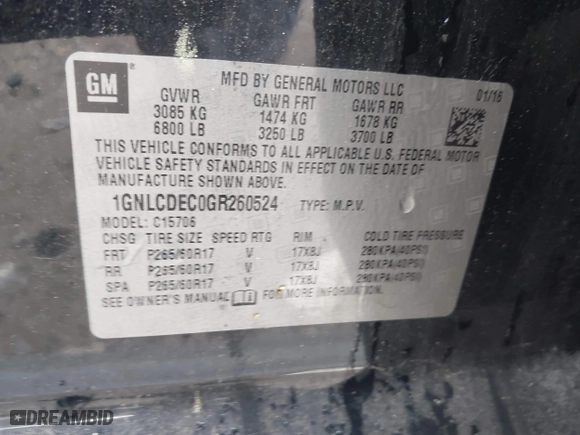 GM
MFD BY GENERAL MOTORS LLC
01/16
GVWR GAWR FRT GAWR RR
3085 KG 1474 KG 1678 KG
6800 LB 3250 LB 3700 LB
THIS VEHICLE CONFORMS TO ALL APPLICABLE U.S. FEDERAL MOTOR
VEHICLE SAFETY STANDARDS IN EFFECT ON THE DATE OF
MANUFACTURE SHOWN ABOVE.
1GNLCDEC0GR260524 TYPE: M.P.V.
MODEL: C15706
CHSG TIRE SIZE SPEED RTG RIM COLD TIRE PRESSURE
FRT P265/60R17 V 17X8J 280KPA(40PSI)
RR P265/60R17 V 17X8J 280KPA(40PSI)
SPA P265/60R17 V 17X8J 280KPA(40PSI)
SEE OWNER'S MANUAL FOR MORE INFORMATION.
DREAMBID